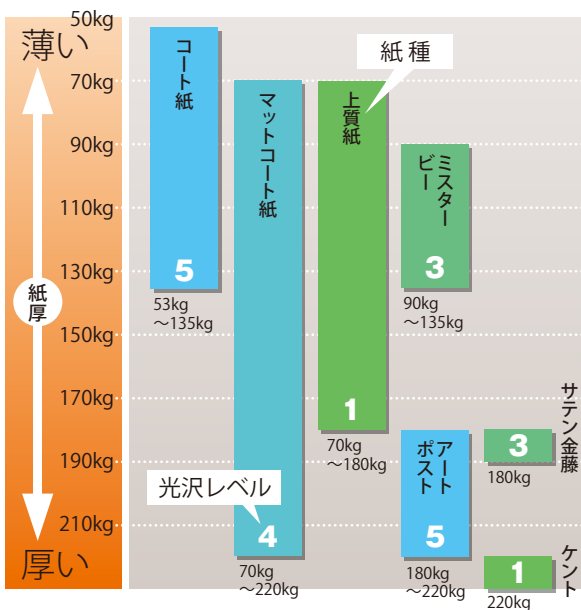 薄い
紙厚
厚い
50kg
70kg
90kg
110kg
130kg
150kg
170kg
190kg
210kg
紙種
光沢レベル
コート紙
5
53kg
～135kg
マットコート紙
4
70kg
～220kg
上質紙
1
70kg
～180kg
ミスター
ビー
3
90kg
～135kg
アート
ポスト
5
180kg
～220kg
サテン金藤
3
180kg
ケント
1
220kg